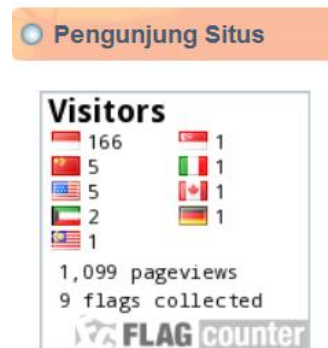 Pengunjung Situs
Visitors
166 1
5 1
5 1
2 1
1
1,099 pageviews
9 flags collected
FLAG counter